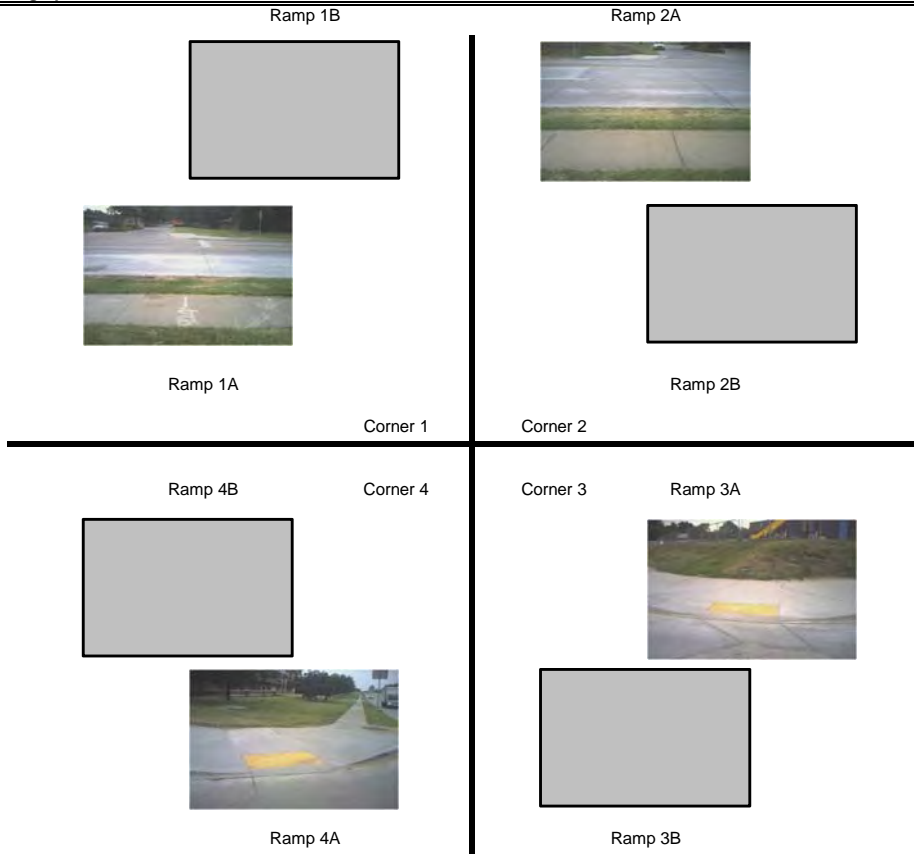 Ramp 1B
Ramp 2A
Ramp 1A
Ramp 2B
Corner 1
Corner 2
Ramp 4B
Corner 4
Corner 3
Ramp 3A
Ramp 4A
Ramp 3B